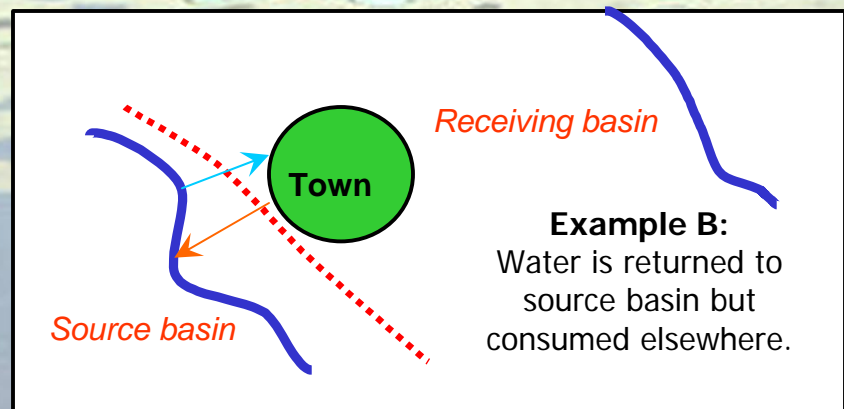 Receiving basin
Town
Example B:
Water is returned to
source basin but
consumed elsewhere.
Source basin